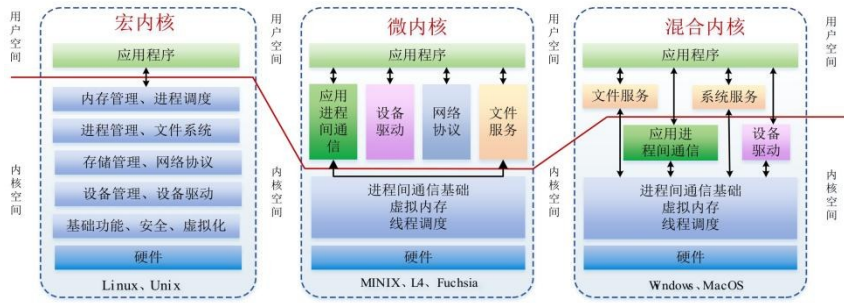 用户空间
宏内核
应用程序
内存管理、进程调度
进程管理、文件系统
存储管理、网络协议
设备管理、设备驱动
基础功能、安全、虚拟化
硬件
Linux、Unix
内核空间
用户空间
微内核
应用程序
应用进程间通信
设备驱动
网络协议
文件服务
进程间通信基础
虚拟内存
线程调度
硬件
MINIX、L4、Fuchsia
内核空间
用户空间
混合内核
应用程序
文件服务
系统服务
应用进程间通信
设备驱动
进程间通信基础
虚拟内存
线程调度
硬件
Wndows、MacOS
内核空间
用户空间
内核空间